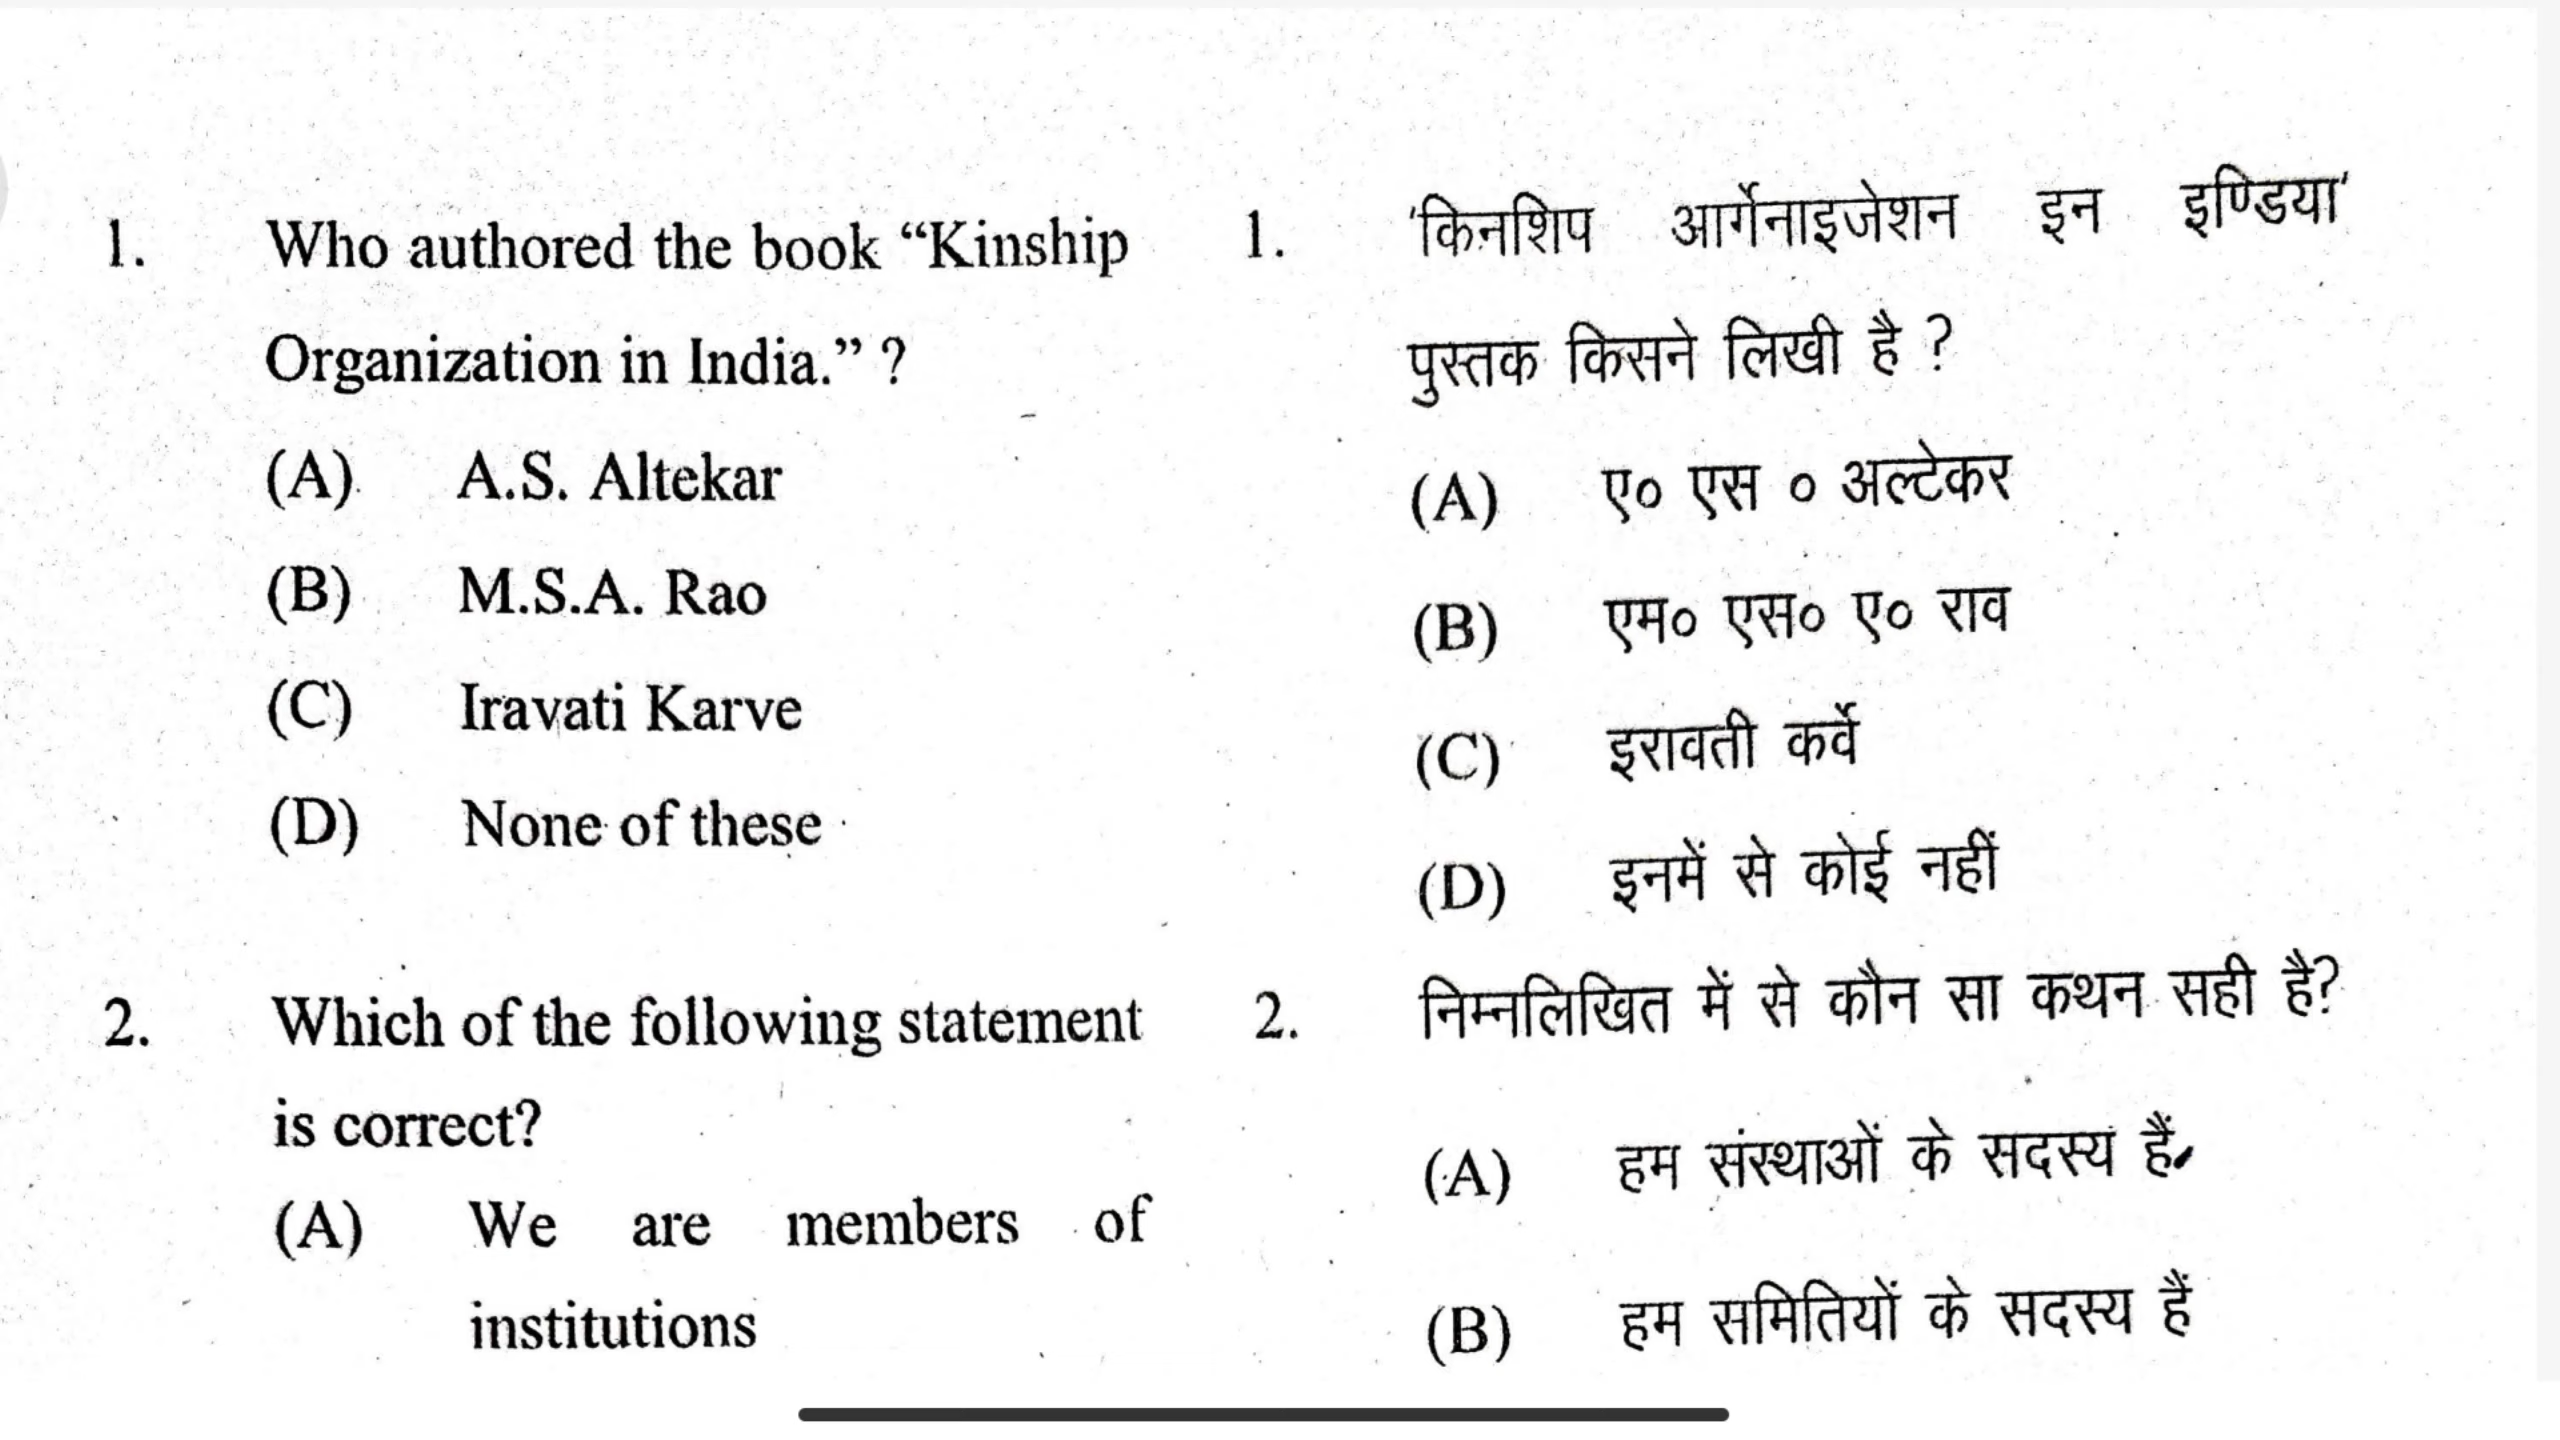 1. Who authored the book “Kinship
Organization in India.” ?
(A) A.S. Altekar
(B) M.S.A. Rao
(C) Iravati Karve
(D) None of these
2. Which of the following statement
is correct?
(A) We are members of
institutions
1. 'किनशिप आर्गेनाइजेशन इन इण्डिया'
पुस्तक किसने लिखी है ?
(A) ए० एस ० अल्टेकर
(B) एम० एस० ए० राव
(C) इरावती कर्वे
(D) इनमें से कोई नहीं
2. निम्नलिखित में से कौन सा कथन सही है?
(A) हम संस्थाओं के सदस्य हैं
(B) हम समितियों के सदस्य हैं